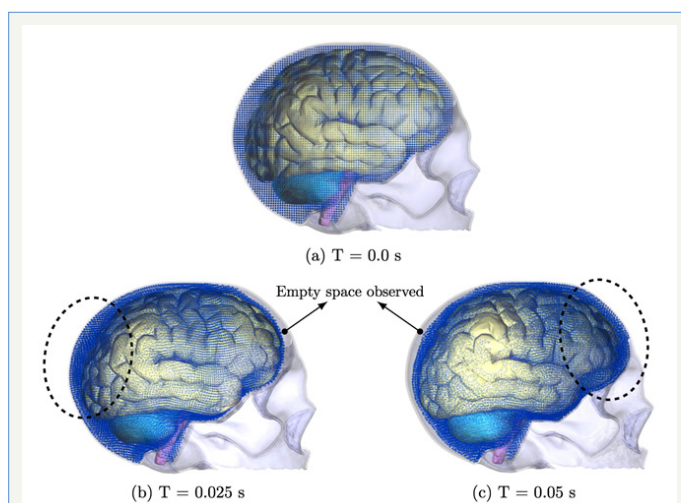 (a) T = 0.0 s
Empty space observed
(b) T = 0.025 s
(c) T = 0.05 s